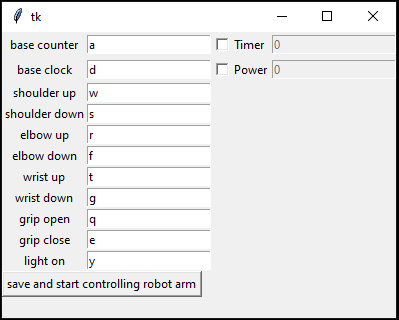 tk
base counter a Timer 0
base clock d Power 0
shoulder up w
shoulder down s
elbow up r
elbow down f
wrist up t
wrist down g
grip open q
grip close e
light on y
save and start controlling robot arm